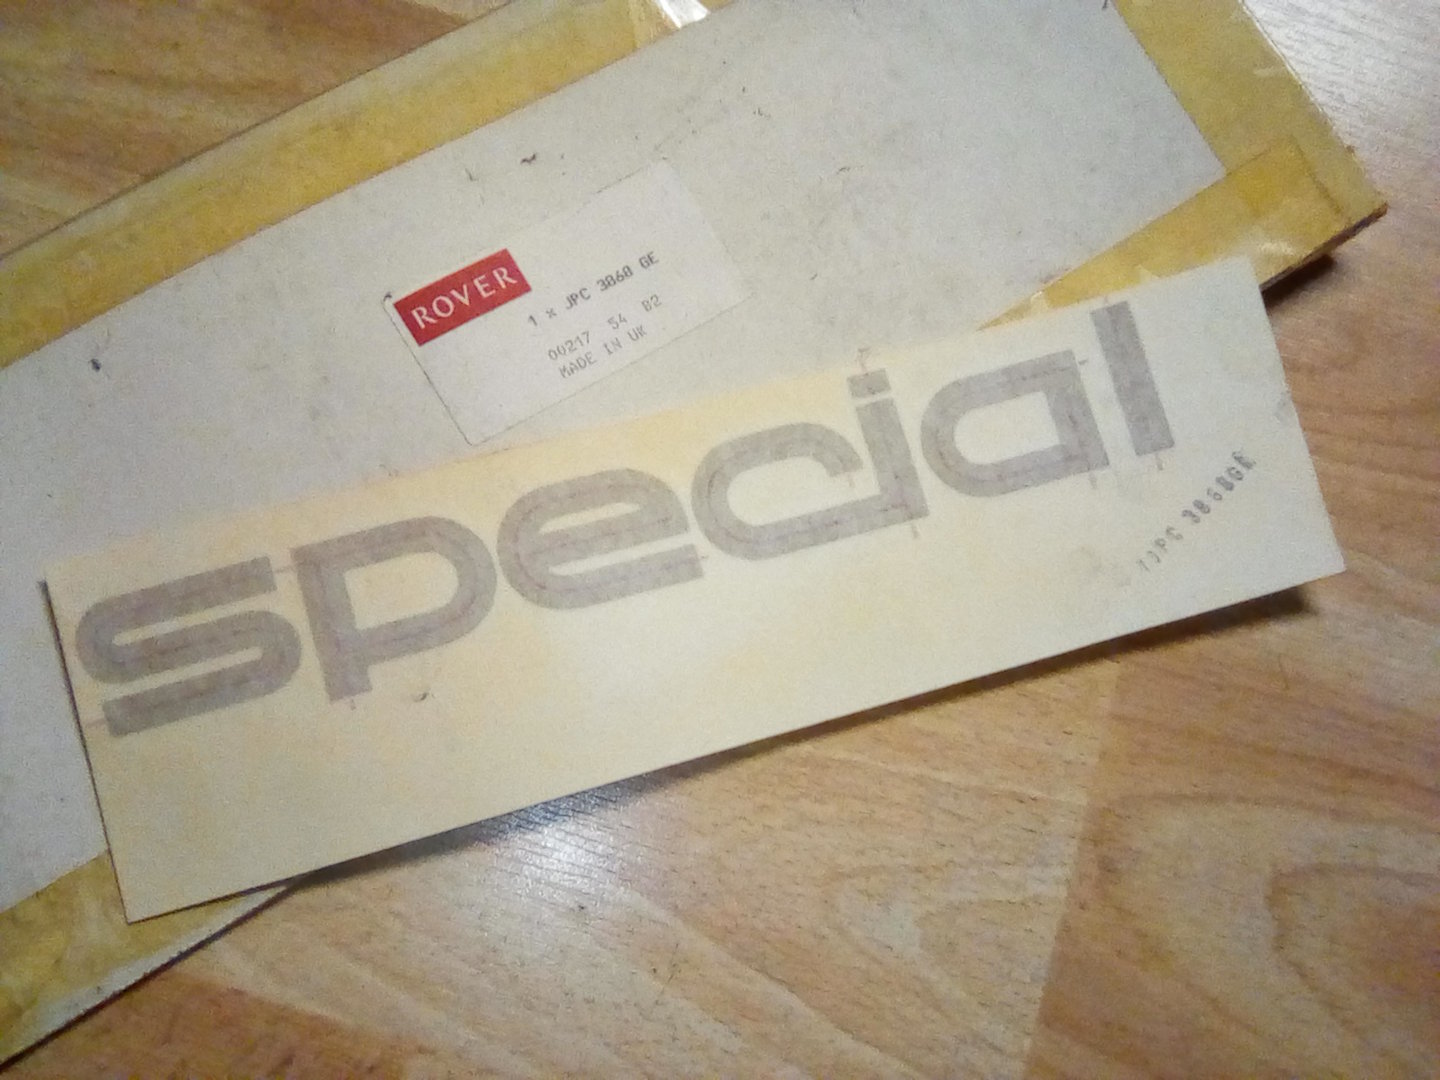 ROVER
1 x JPC 3860 GE
00217 54 B2
MADE IN UK
special
JPC 3860GE